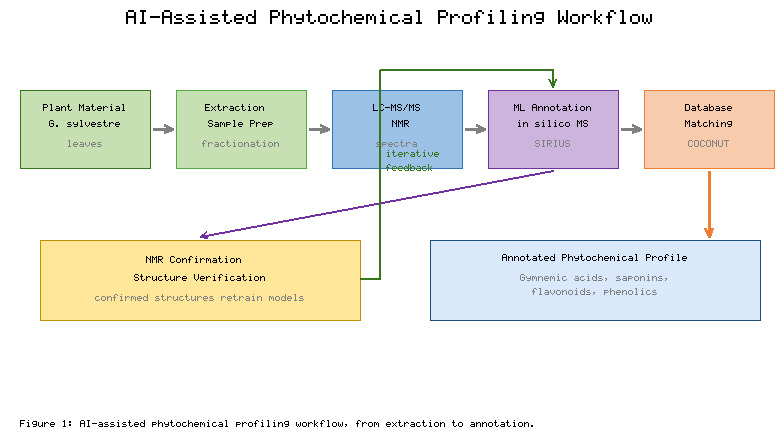 AI-Assisted Phytochemical Profiling Workflow
Plant Material
G. sylvestre
leaves
Extraction
Sample Prep
fractionation
LC-MS/MS
NMR
spectra
ML Annotation
in silico MS
SIRIUS
Database
Matching
COCONUT
iterative
feedback
NMR Confirmation
Structure Verification
confirmed structures retrain models
Annotated Phytochemical Profile
Gymnemic acids, saponins,
flavonoids, phenolics
Figure 1: AI-assisted phytochemical profiling workflow, from extraction to annotation.